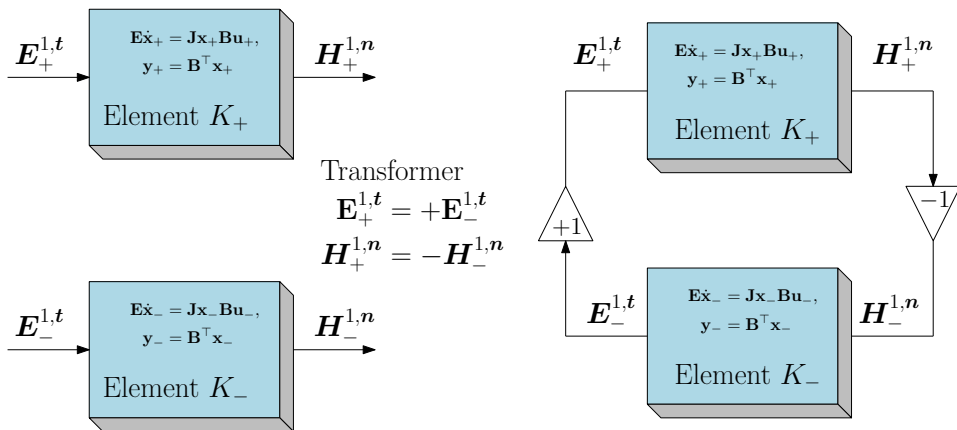 E_+^{1,t}
Eẋ_+ = Jx_+Bu_+,
y_+ = B^⊤x_+
Element K_+
H_+^{1,n}
Transformer
E_+^{1,t} = +E_-^{1,t}
H_+^{1,n} = −H_-^{1,n}
E_-^{1,t}
Eẋ_- = Jx_-Bu_-,
y_- = B^⊤x_-
Element K_-
H_-^{1,n}
E_+^{1,t}
Eẋ_+ = Jx_+Bu_+,
y_+ = B^⊤x_+
Element K_+
H_+^{1,n}
+1
−1
E_-^{1,t}
Eẋ_- = Jx_-Bu_-,
y_- = B^⊤x_-
Element K_-
H_-^{1,n}